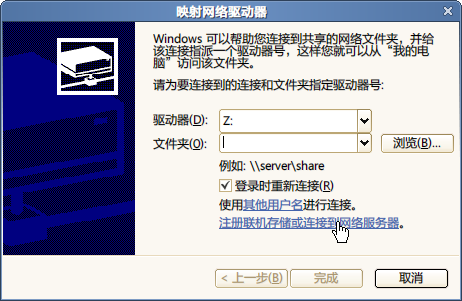 映射网络驱动器
Windows 可以帮助您连接到共享的网络文件夹，并给
该连接指派一个驱动器号，这样您就可以从“我的电
脑”访问该文件夹。
请为要连接到的连接和文件夹指定驱动器号:
驱动器(D): Z:
文件夹(O): 浏览(B)...
例如: \\server\share
登录时重新连接(R)
使用其他用户名进行连接。
注册联机存储或连接到网络服务器。
< 上一步(B) 完成 取消